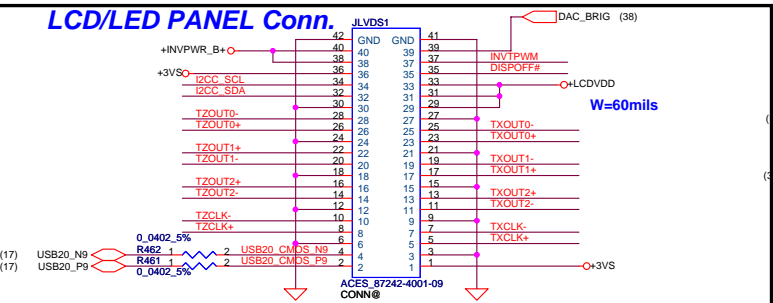 LCD/LED PANEL Conn.
JLVDS1
DAC_BRIG (38)
42 GND GND 41
+INVPWR_B+ 40 40 39 39
38 38 37 37 INVTPWM
+3VS 36 36 35 35 DISPOFF#
I2CC_SCL 34 34 33 33 +LCDVDD
I2CC_SDA 32 32 31 31
30 30 29 29 W=60mils
TZOUT0- 28 28 27 27
TZOUT0+ 26 26 25 25 TXOUT0-
24 24 23 23 TXOUT0+
TZOUT1+ 22 22 21 21
TZOUT1- 20 20 19 19 TXOUT1-
18 18 17 17 TXOUT1+
TZOUT2+ 16 16 15 15
TZOUT2- 14 14 13 13 TXOUT2+
12 12 11 11 TXOUT2-
TZCLK- 10 10 9 9
TZCLK+ 8 8 7 7 TXCLK-
0_0402_5% 6 6 5 5 TXCLK+
(17) USB20_N9 R462 1 2 USB20_CMOS_N9 4 4 3 3
(17) USB20_P9 R461 1 2 USB20_CMOS_P9 2 2 1 1 +3VS
0_0402_5%
ACES_87242-4001-09
CONN@